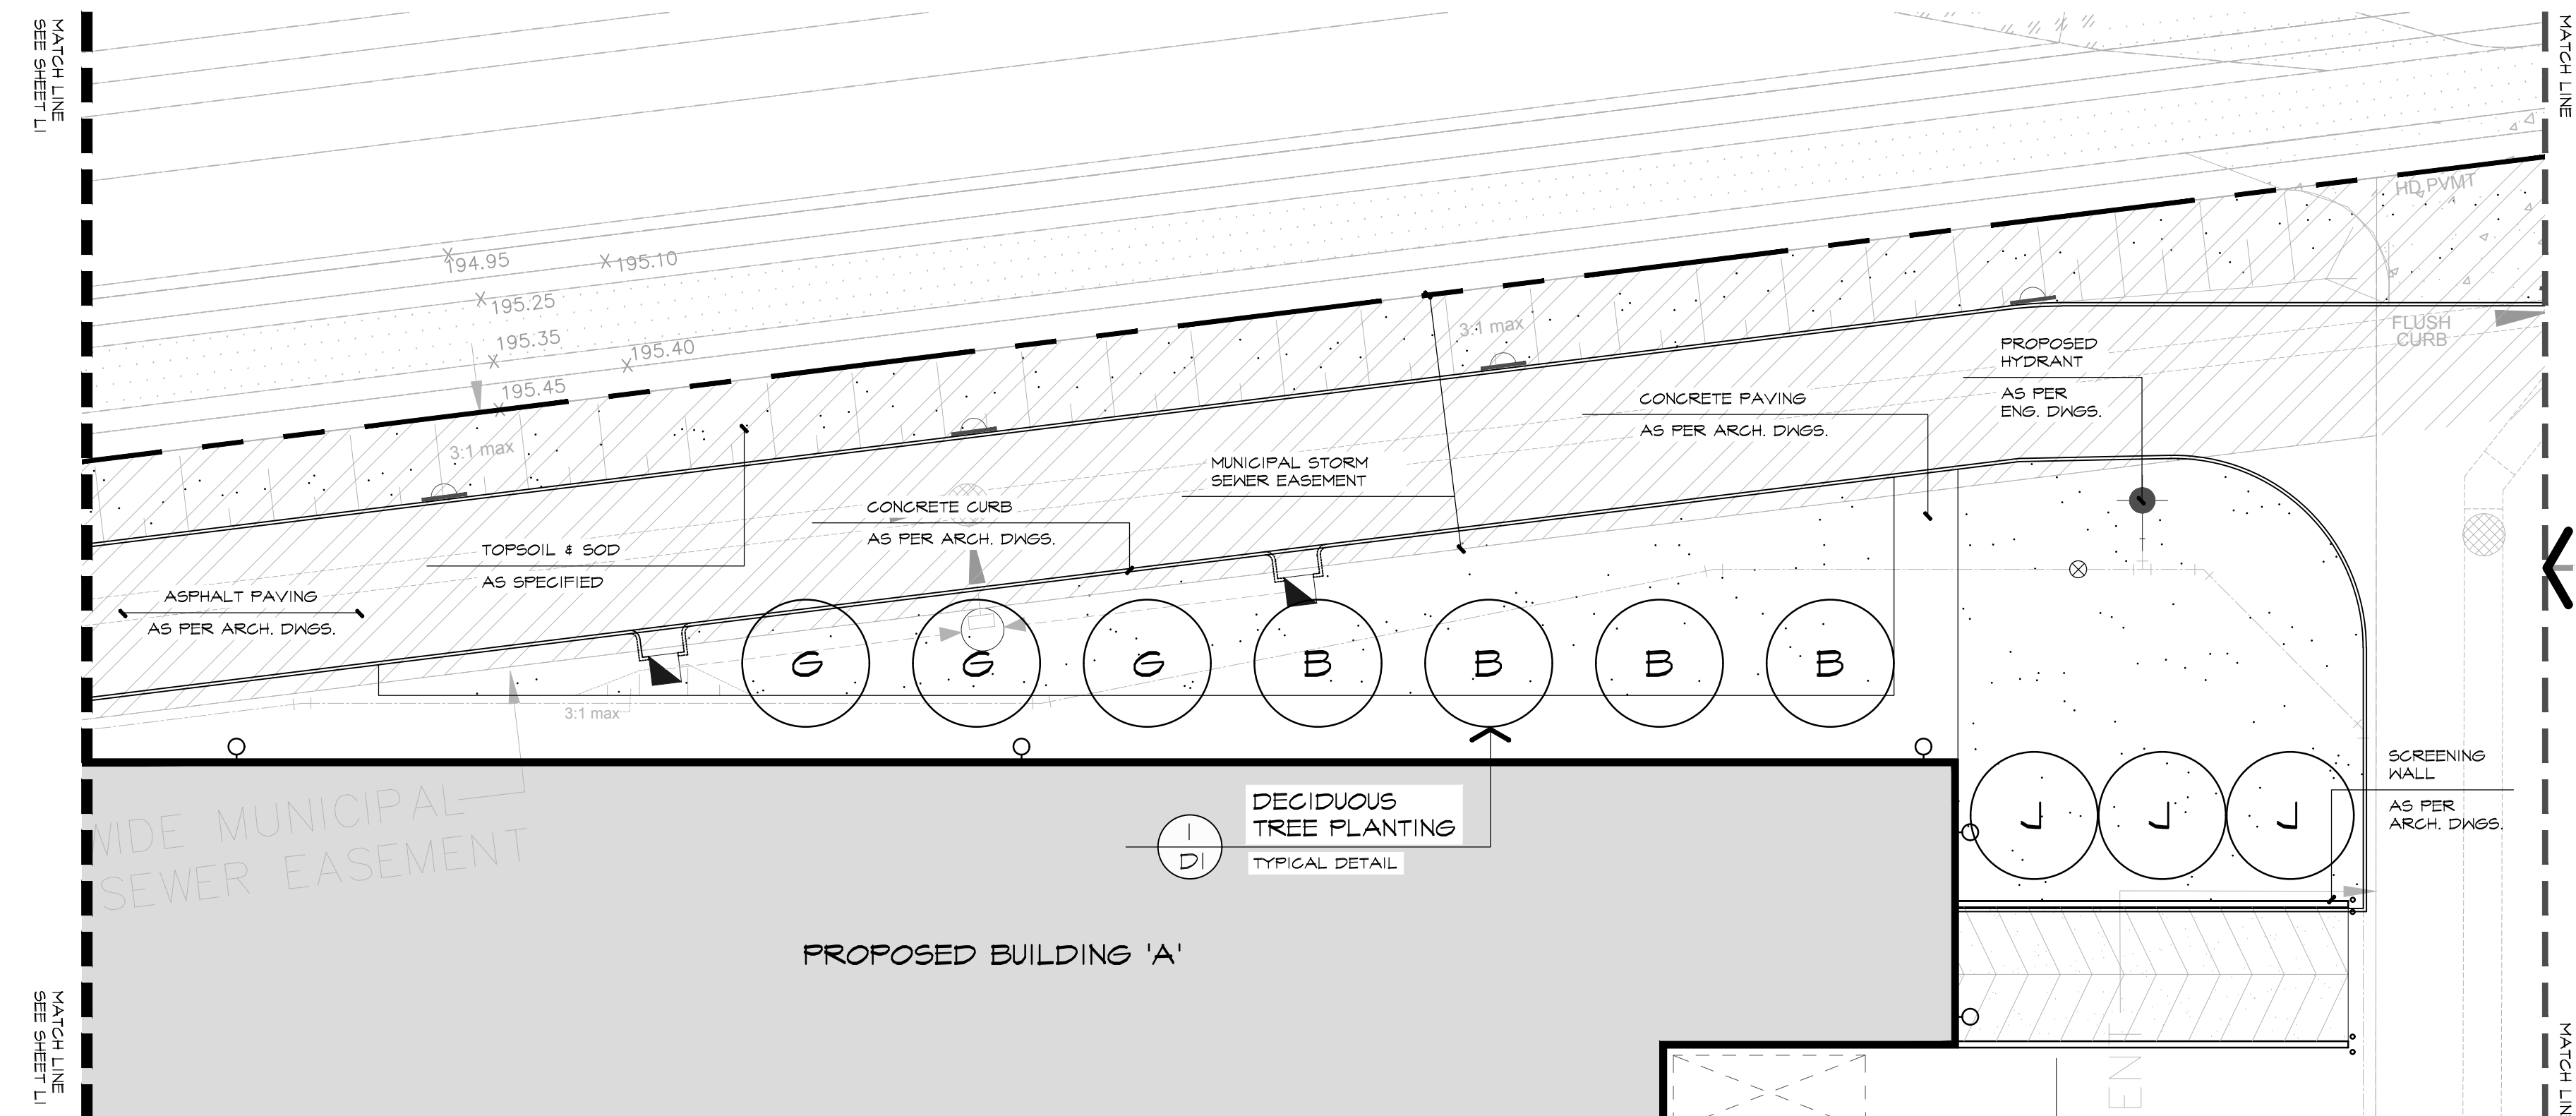 MATCH LINE
SEE SHEET L1
MATCH LINE
HD PVMT
194.95
195.10
195.25
195.35
195.40
195.45
3:1 max
3:1 max
FLUSH
CURB
PROPOSED
HYDRANT
AS PER
ENG. DWGS.
CONCRETE PAVING
AS PER ARCH. DWGS.
MUNICIPAL STORM
SEWER EASEMENT
CONCRETE CURB
AS PER ARCH. DWGS.
TOPSOIL & SOD
AS SPECIFIED
ASPHALT PAVING
AS PER ARCH. DWGS.
G G G B B B B
3:1 max
SCREENING
WALL
AS PER
ARCH. DWGS.
J J J
WIDE MUNICIPAL
SEWER EASEMENT
1
D1
DECIDUOUS
TREE PLANTING
TYPICAL DETAIL
PROPOSED BUILDING 'A'
MATCH LINE
SEE SHEET L1
MATCH LIN
ENT